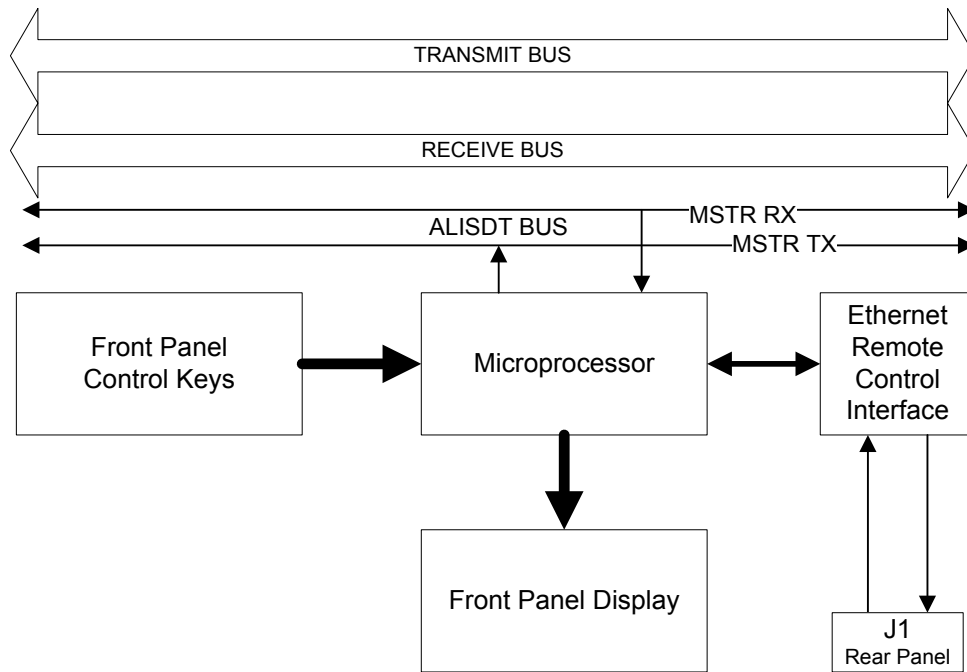 TRANSMIT BUS
RECEIVE BUS
MSTR RX
ALISDT BUS
MSTR TX
Front Panel
Control Keys
Microprocessor
Ethernet
Remote
Control
Interface
Front Panel Display
J1
Rear Panel